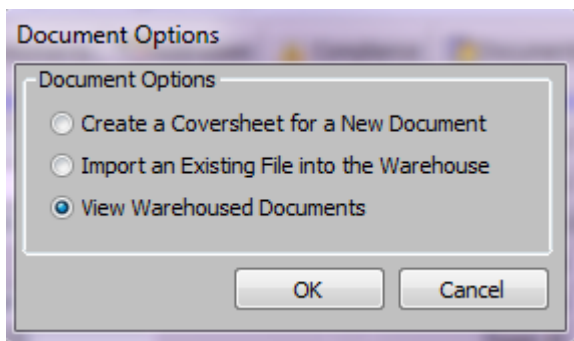 Document Options
Document Options
Create a Coversheet for a New Document
Import an Existing File into the Warehouse
View Warehoused Documents
OK Cancel